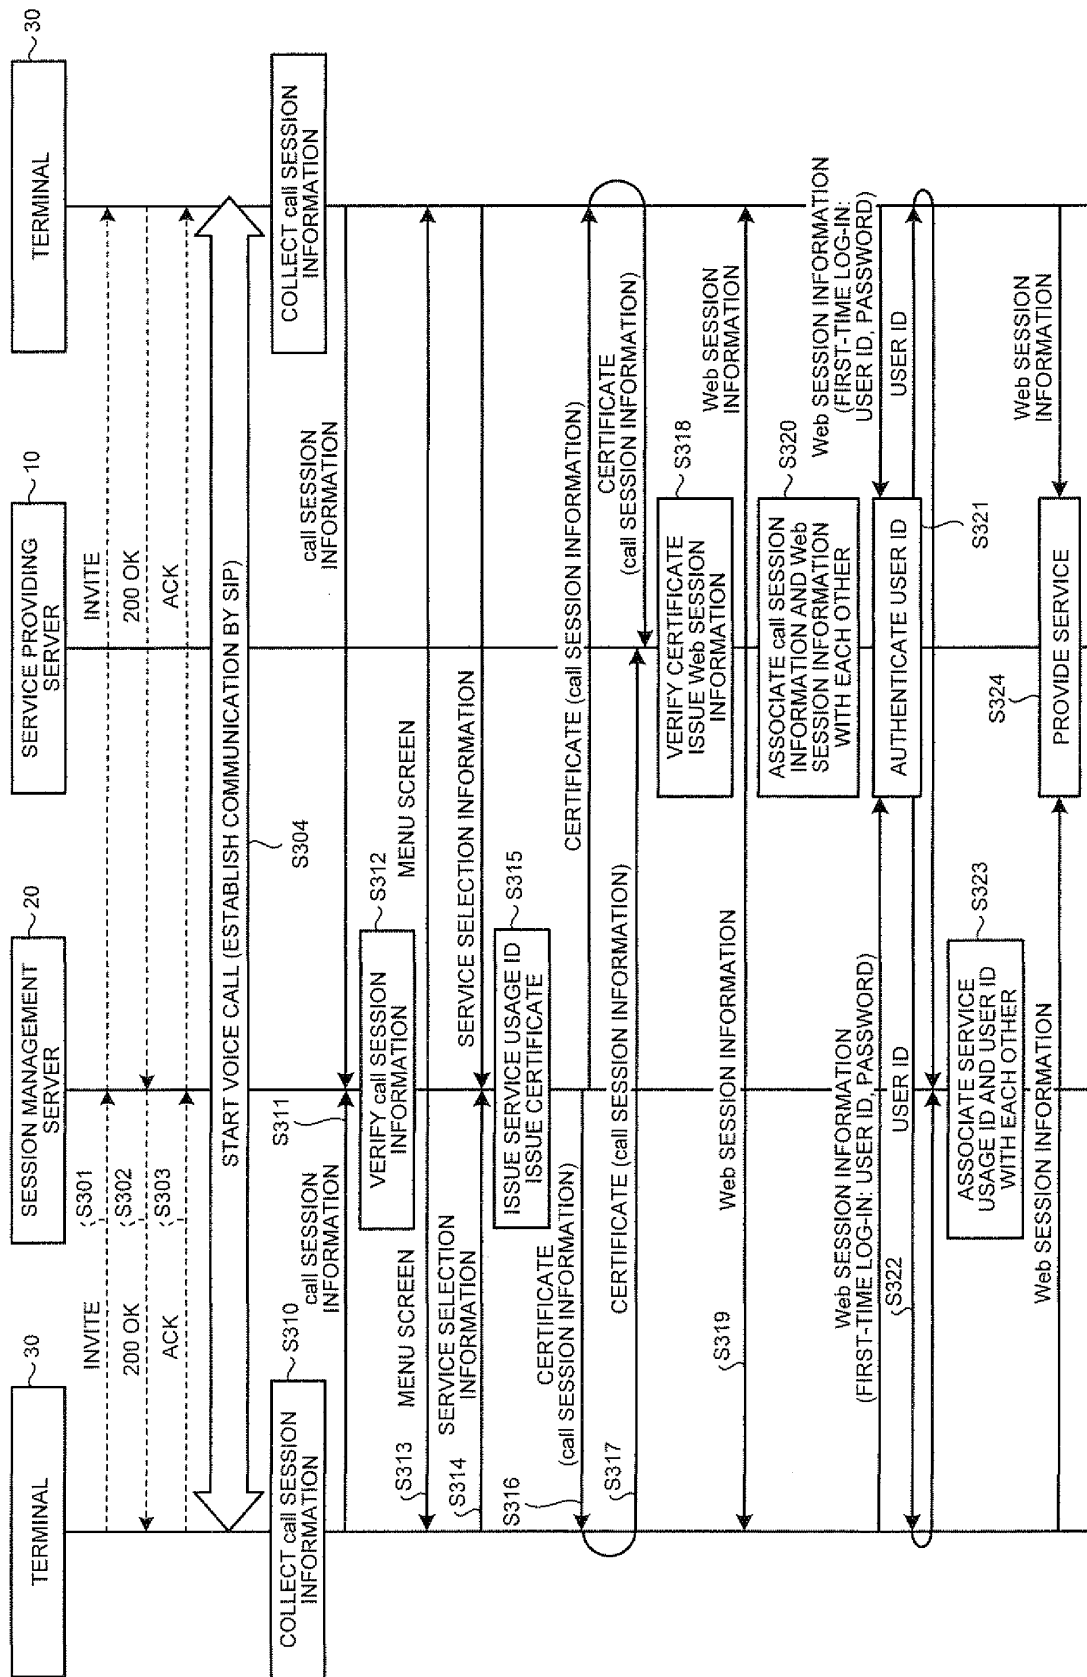 TERMINAL
30
SESSION MANAGEMENT
SERVER
20
SERVICE PROVIDING
SERVER
10
TERMINAL
30
INVITE
S301
INVITE
200 OK
S302
200 OK
ACK
S303
ACK
START VOICE CALL (ESTABLISH COMMUNICATION BY SIP)
S304
COLLECT call SESSION
INFORMATION
S310
COLLECT call SESSION
INFORMATION
call SESSION
INFORMATION
S311
call SESSION
INFORMATION
VERIFY call SESSION
INFORMATION
S312
S313
MENU SCREEN
MENU SCREEN
S314
SERVICE SELECTION
INFORMATION
SERVICE SELECTION INFORMATION
ISSUE SERVICE USAGE ID
ISSUE CERTIFICATE
S315
S316
CERTIFICATE
(call SESSION INFORMATION)
CERTIFICATE (call SESSION INFORMATION)
S317
CERTIFICATE (call SESSION INFORMATION)
CERTIFICATE
(call SESSION INFORMATION)
VERIFY CERTIFICATE
ISSUE Web SESSION
INFORMATION
S318
S319
Web SESSION INFORMATION
Web SESSION
INFORMATION
ASSOCIATE call SESSION
INFORMATION AND Web
SESSION INFORMATION
WITH EACH OTHER
S320
Web SESSION INFORMATION
(FIRST-TIME LOG-IN: USER ID, PASSWORD)
Web SESSION INFORMATION
(FIRST-TIME LOG-IN:
USER ID, PASSWORD)
AUTHENTICATE USER ID
S321
S322
USER ID
USER ID
ASSOCIATE SERVICE
USAGE ID AND USER ID
WITH EACH OTHER
S323
Web SESSION INFORMATION
Web SESSION
INFORMATION
S324
PROVIDE SERVICE